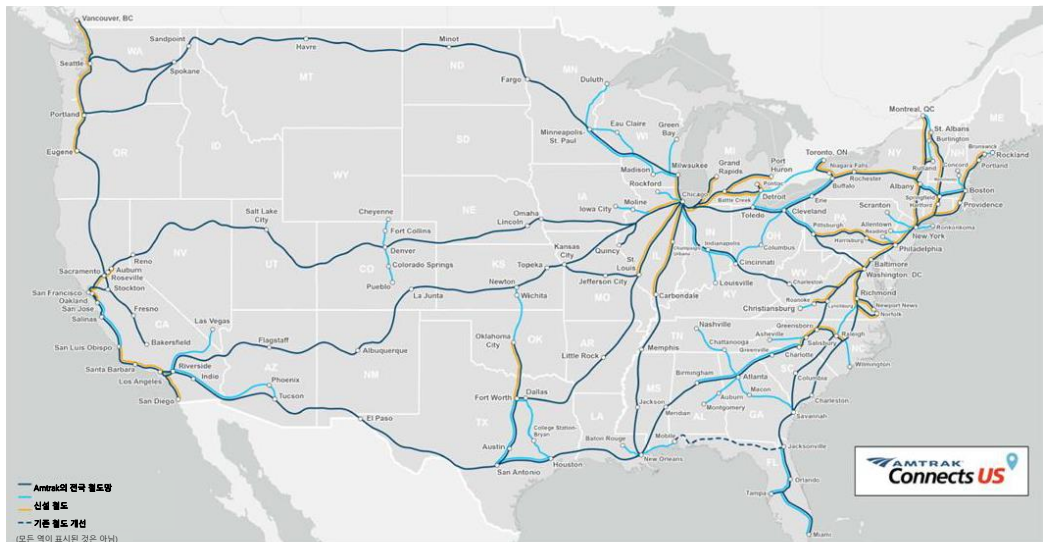 Vancouver, BC
WA
Seattle
Sandpoint
Spokane
Havre
Minot
MT
ND
Fargo
MN
Duluth
Minneapolis-
St. Paul
Eau Claire
Green
Bay
WI
Portland
Eugene
OR
ID
WY
SD
Madison
Rockford
Milwaukee
Chicago
MI
Grand
Rapids
Port
Huron
Pontiac
Battle Creek
Detroit
Toledo
Toronto, ON
Niagara Falls
Buffalo
Rochester
NY
Albany
Montreal, QC
St. Albans
Burlington
Rutland
NH
ME
Concord
Brunswick
Rockland
Portland
Boston
Springfield
Hartford
Providence
Ronkonkoma
New York
Scranton
Allentown
Reading
PA
Pittsburgh
Harrisburg
Philadelphia
Baltimore
Washington, DC
Erie
Cleveland
OH
Columbus
Cincinnati
IN
Indianapolis
Louisville
KY
WV
Charleston
IA
Moline
Iowa City
Omaha
Lincoln
NE
Salt Lake
City
NV
UT
Cheyenne
Fort Collins
Denver
CO
Colorado Springs
Pueblo
Kansas
City
Topeka
KS
Newton
Wichita
Quincy
St.
Louis
IL
Champaign-
Urbana
Jefferson City
MO
Carbondale
Reno
Sacramento
Auburn
Roseville
Stockton
San Francisco
Oakland
San Jose
Salinas
Fresno
CA
Bakersfield
Las Vegas
San Luis Obispo
Santa Barbara
Los Angeles
Riverside
Indio
San Diego
Flagstaff
AZ
Phoenix
Tucson
La Junta
Albuquerque
NM
El Paso
Oklahoma
City
OK
AR
Little Rock
Dallas
Fort Worth
TX
College Station
Bryan
Austin
San Antonio
Houston
LA
Baton Rouge
New Orleans
Mobile
MS
Jackson
Meridian
Memphis
TN
Nashville
Chattanooga
Birmingham
AL
Montgomery
Auburn
Atlanta
Macon
GA
Asheville
Greenville
Greensboro
Salisbury
Charlotte
Raleigh
NC
SC
Columbia
Wilmington
Charleston
Savannah
Roanoke
Christiansburg
Lynchburg
Richmond
Newport News
Norfolk
Jacksonville
FL
Orlando
Tampa
Miami
AMTRAK
Connects US
Amtrak의 전국 철도망
신설 철도
기존 철도 개선
(모든 역이 표시된 것은 아님)